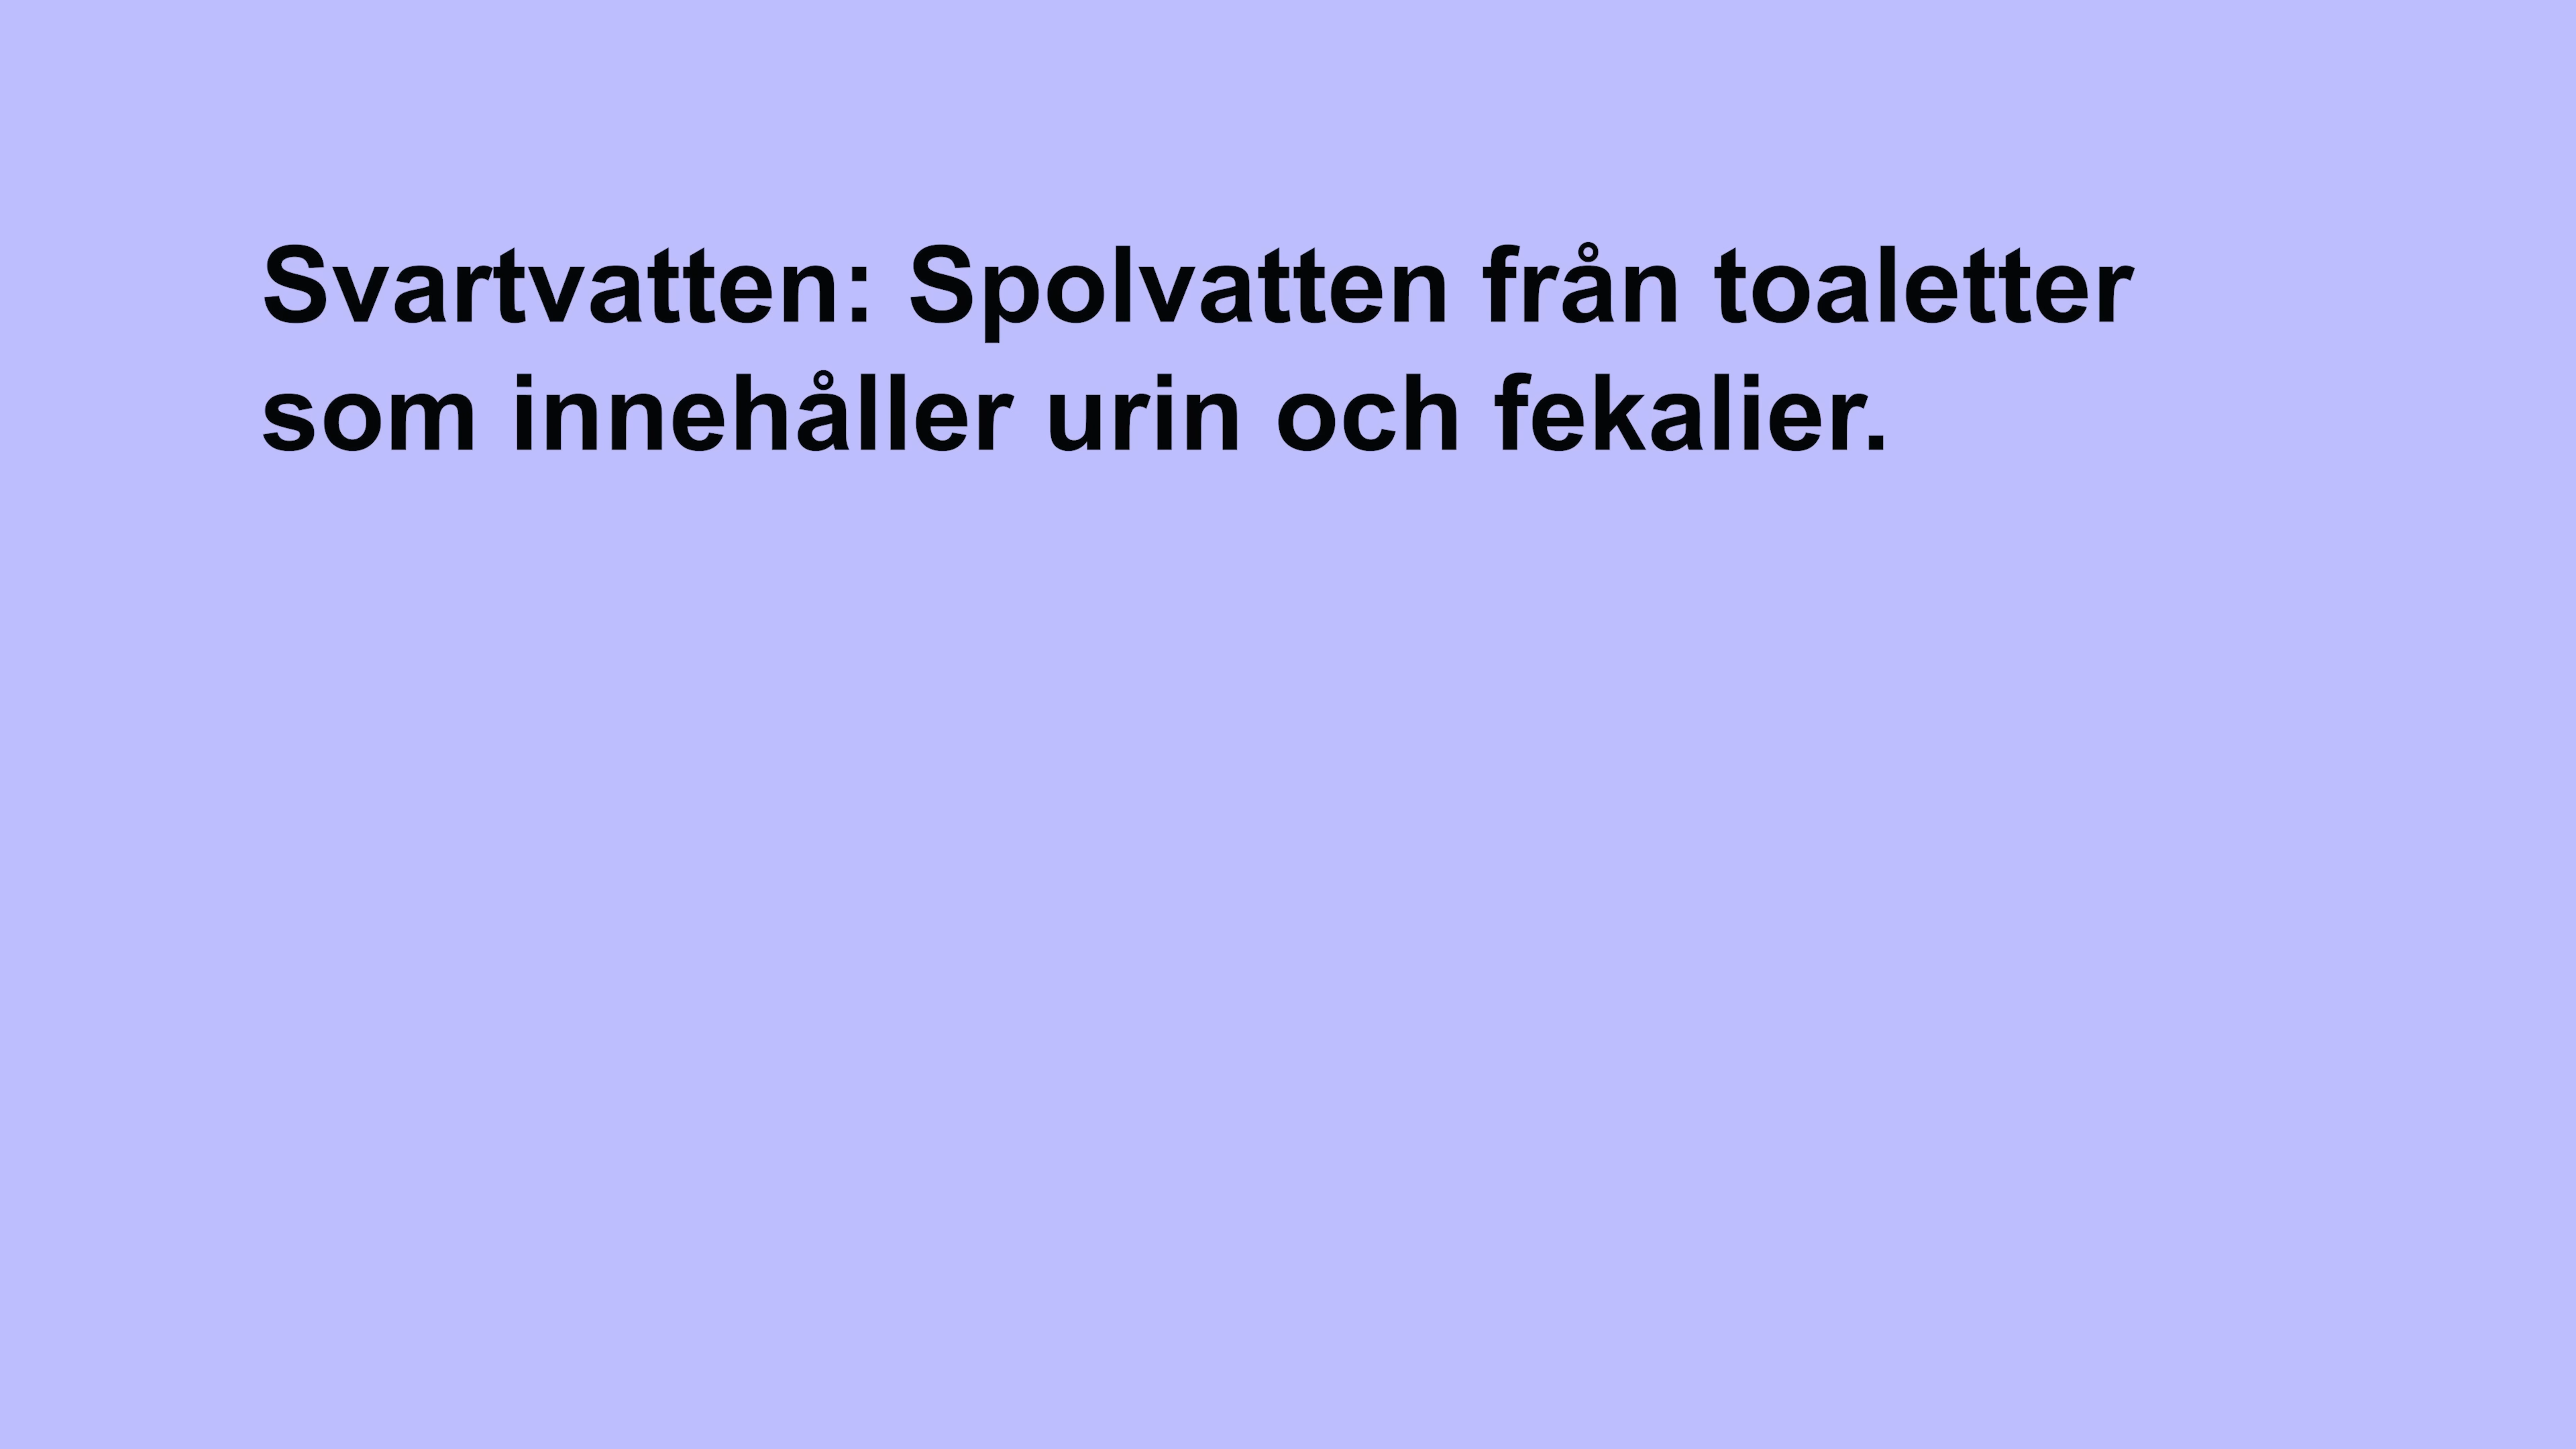 Svartvatten: Spolvatten från toaletter
som innehåller urin och fekalier.